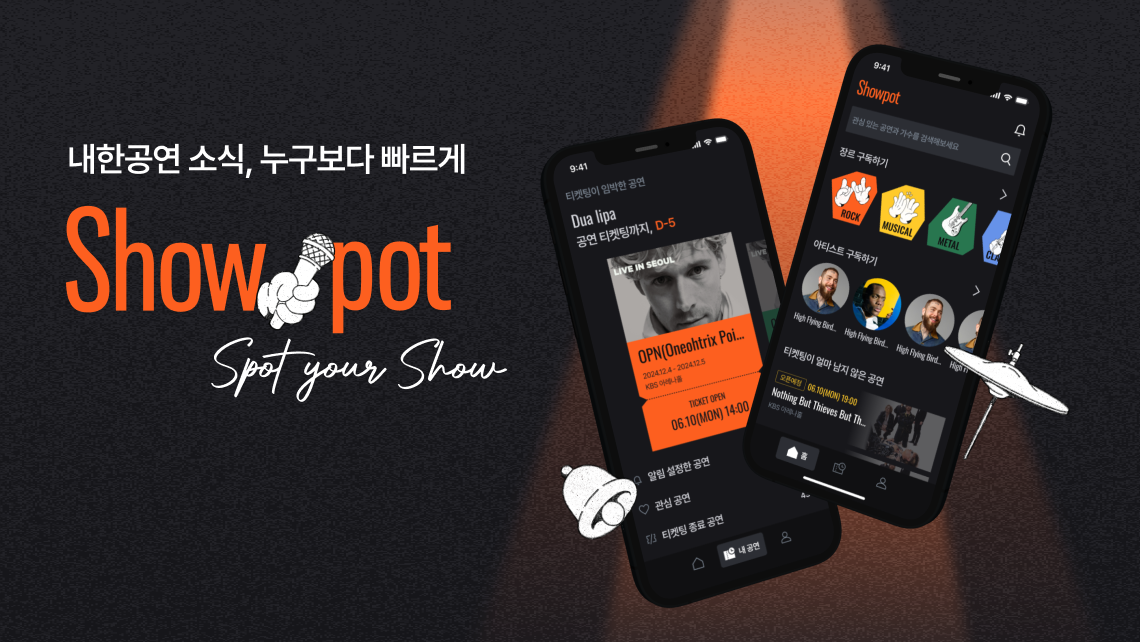 내한공연 소식, 누구보다 빠르게
Showpot
Spot your Show
9:41
티켓팅이 임박한 공연
Dua lipa
공연 티켓팅까지, D-5
LIVE IN SEOUL
LIVE
OPN(Oneohtrix Poi...
2024.12.4 - 2024.12.5
KBS 아레나홀
TICKET OPEN
06.10(MON) 14:00
알림 설정한 공연
관심 공연
티켓팅 종료 공연
내 공연
9:41
Showpot
관심 있는 공연과 가수를 검색해보세요
장르 구독하기
ROCK
MUSICAL
METAL
아티스트 구독하기
High Flying Bird..
High Flying Bird..
High Flying Bird..
티켓팅이 얼마 남지 않은 공연
오픈예정 06.10(MON) 19:00
Nothing But Thieves But Th..
KBS 아레나홀
홈